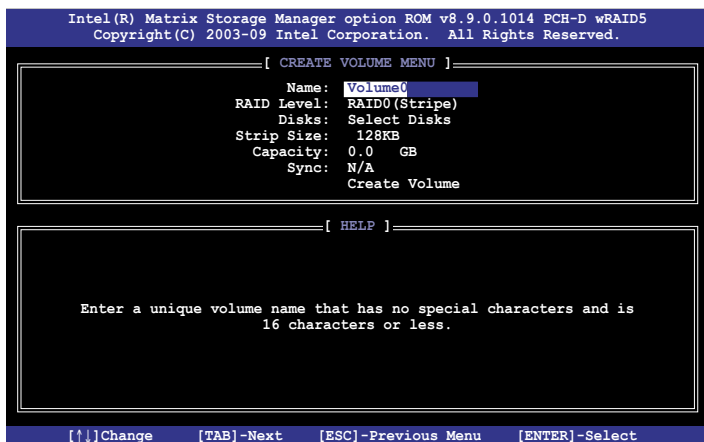 Intel(R) Matrix Storage Manager option ROM v8.9.0.1014 PCH-D wRAID5
Copyright(C) 2003-09 Intel Corporation. All Rights Reserved.
[ CREATE VOLUME MENU ]
Name: Volume0
RAID Level: RAID0(Stripe)
Disks: Select Disks
Strip Size: 128KB
Capacity: 0.0 GB
Sync: N/A
Create Volume
[ HELP ]
Enter a unique volume name that has no special characters and is
16 characters or less.
[↑↓]Change [TAB]-Next [ESC]-Previous Menu [ENTER]-Select